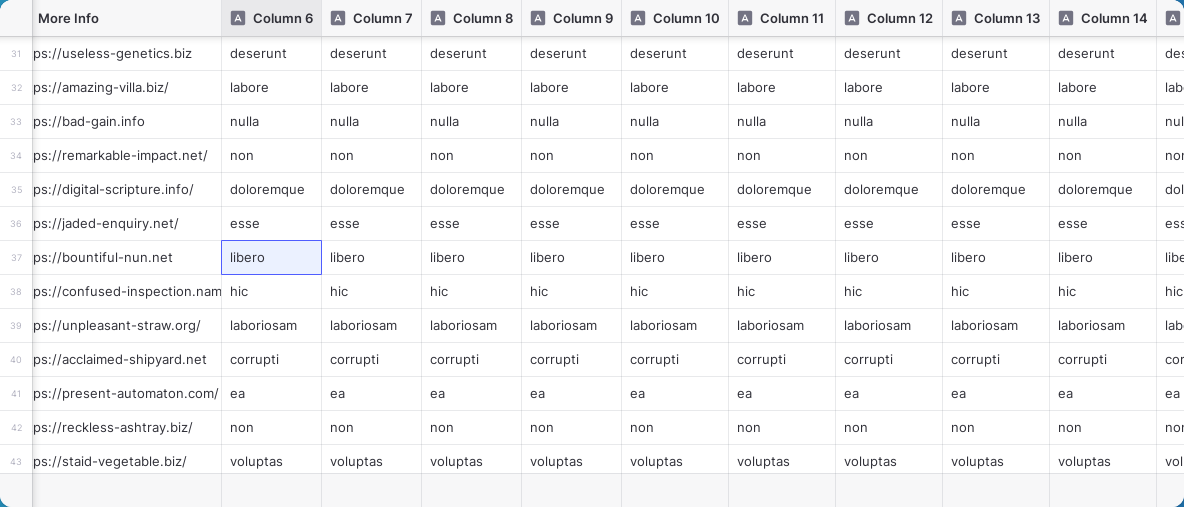 More Info A Column 6 A Column 7 A Column 8 A Column 9 A Column 10 A Column 11 A Column 12 A Column 13 A Column 14 A
31 ps://useless-genetics.biz deserunt deserunt deserunt deserunt deserunt deserunt deserunt deserunt deserunt des
32 ps://amazing-villa.biz/ labore labore labore labore labore labore labore labore labore lab
33 ps://bad-gain.info nulla nulla nulla nulla nulla nulla nulla nulla nulla nul
34 ps://remarkable-impact.net/ non non non non non non non non non non
35 ps://digital-scripture.info/ doloremque doloremque doloremque doloremque doloremque doloremque doloremque doloremque doloremque dol
36 ps://jaded-enquiry.net/ esse esse esse esse esse esse esse esse esse ess
37 ps://bountiful-nun.net libero libero libero libero libero libero libero libero libero libe
38 ps://confused-inspection.nam hic hic hic hic hic hic hic hic hic hic
39 ps://unpleasant-straw.org/ laboriosam laboriosam laboriosam laboriosam laboriosam laboriosam laboriosam laboriosam laboriosam lab
40 ps://acclaimed-shipyard.net corrupti corrupti corrupti corrupti corrupti corrupti corrupti corrupti corrupti cor
41 ps://present-automaton.com/ ea ea ea ea ea ea ea ea ea ea
42 ps://reckless-ashtray.biz/ non non non non non non non non non non
43 ps://staid-vegetable.biz/ voluptas voluptas voluptas voluptas voluptas voluptas voluptas voluptas voluptas vol